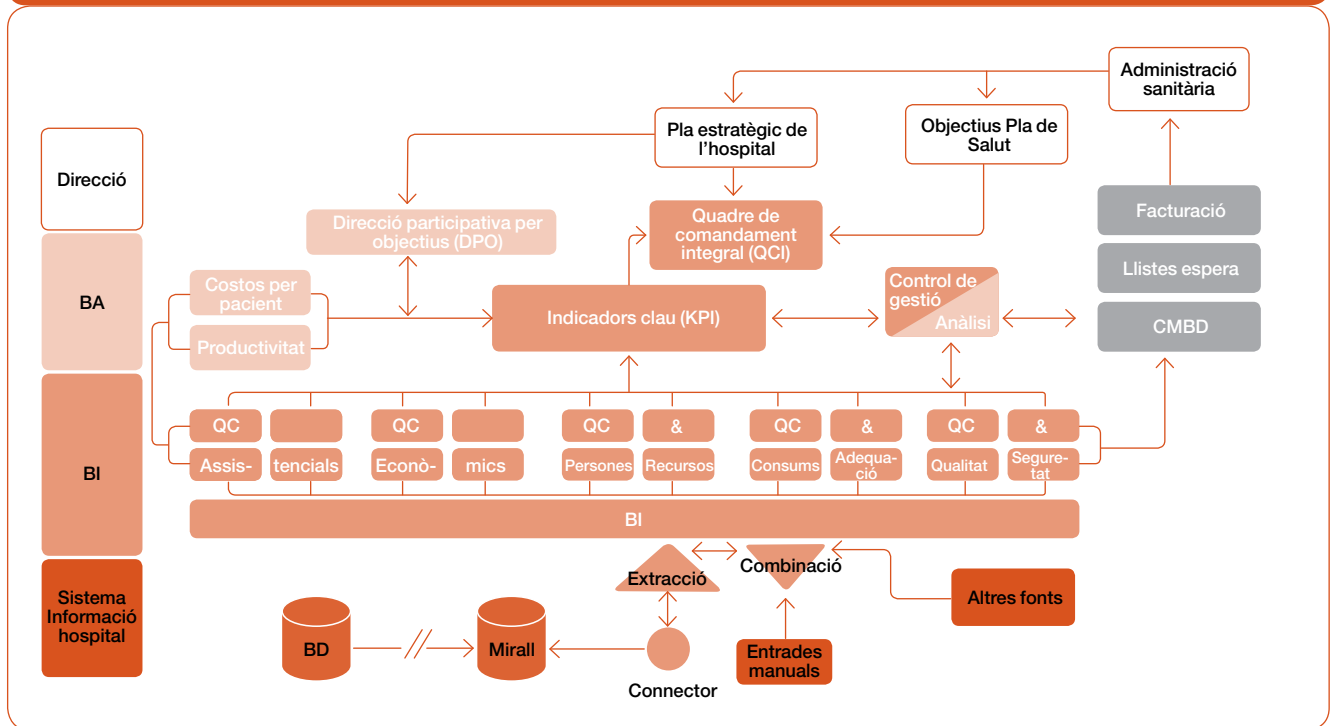 Administració
sanitària
Pla estratègic de
l'hospital
Objectius Pla de
Salut
Direcció
Direcció participativa per
objectius (DPO)
Quadre de
comandament
integral (QCI)
Facturació
Llistes espera
CMBD
BA
Costos per
pacient
Productivitat
Indicadors clau (KPI)
Control de
gestió
Anàlisi
BI
QC
QC
QC
&
QC
&
QC
&
Assis-
tencials
Econò-
mics
Persones
Recursos
Consums
Adequa-
ció
Qualitat
Segure-
tat
BI
Sistema
Informació
hospital
Extracció
Combinació
Altres fonts
BD
Mirall
Connector
Entrades
manuals